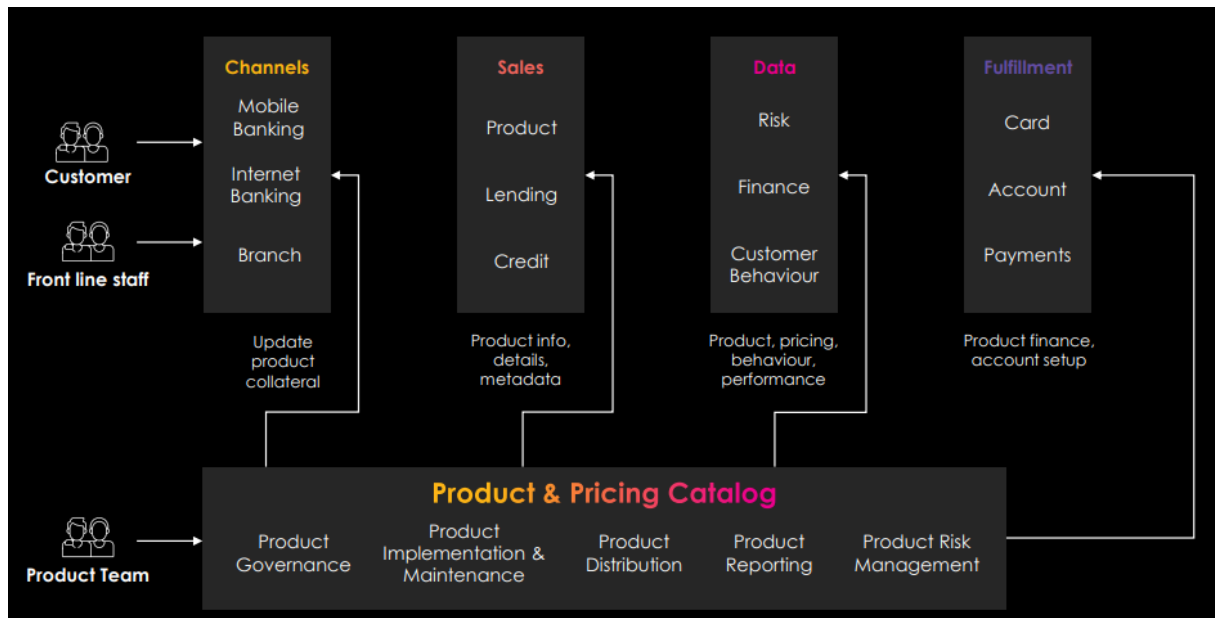 Channels
Mobile
Banking
Internet
Banking
Branch
Sales
Product
Lending
Credit
Data
Risk
Finance
Customer
Behaviour
Fulfillment
Card
Account
Payments
Customer
Front line staff
Update
product
collateral
Product info,
details,
metadata
Product, pricing,
behaviour,
performance
Product finance,
account setup
Product & Pricing Catalog
Product Team
Product
Governance
Product
Implementation &
Maintenance
Product
Distribution
Product
Reporting
Product Risk
Management